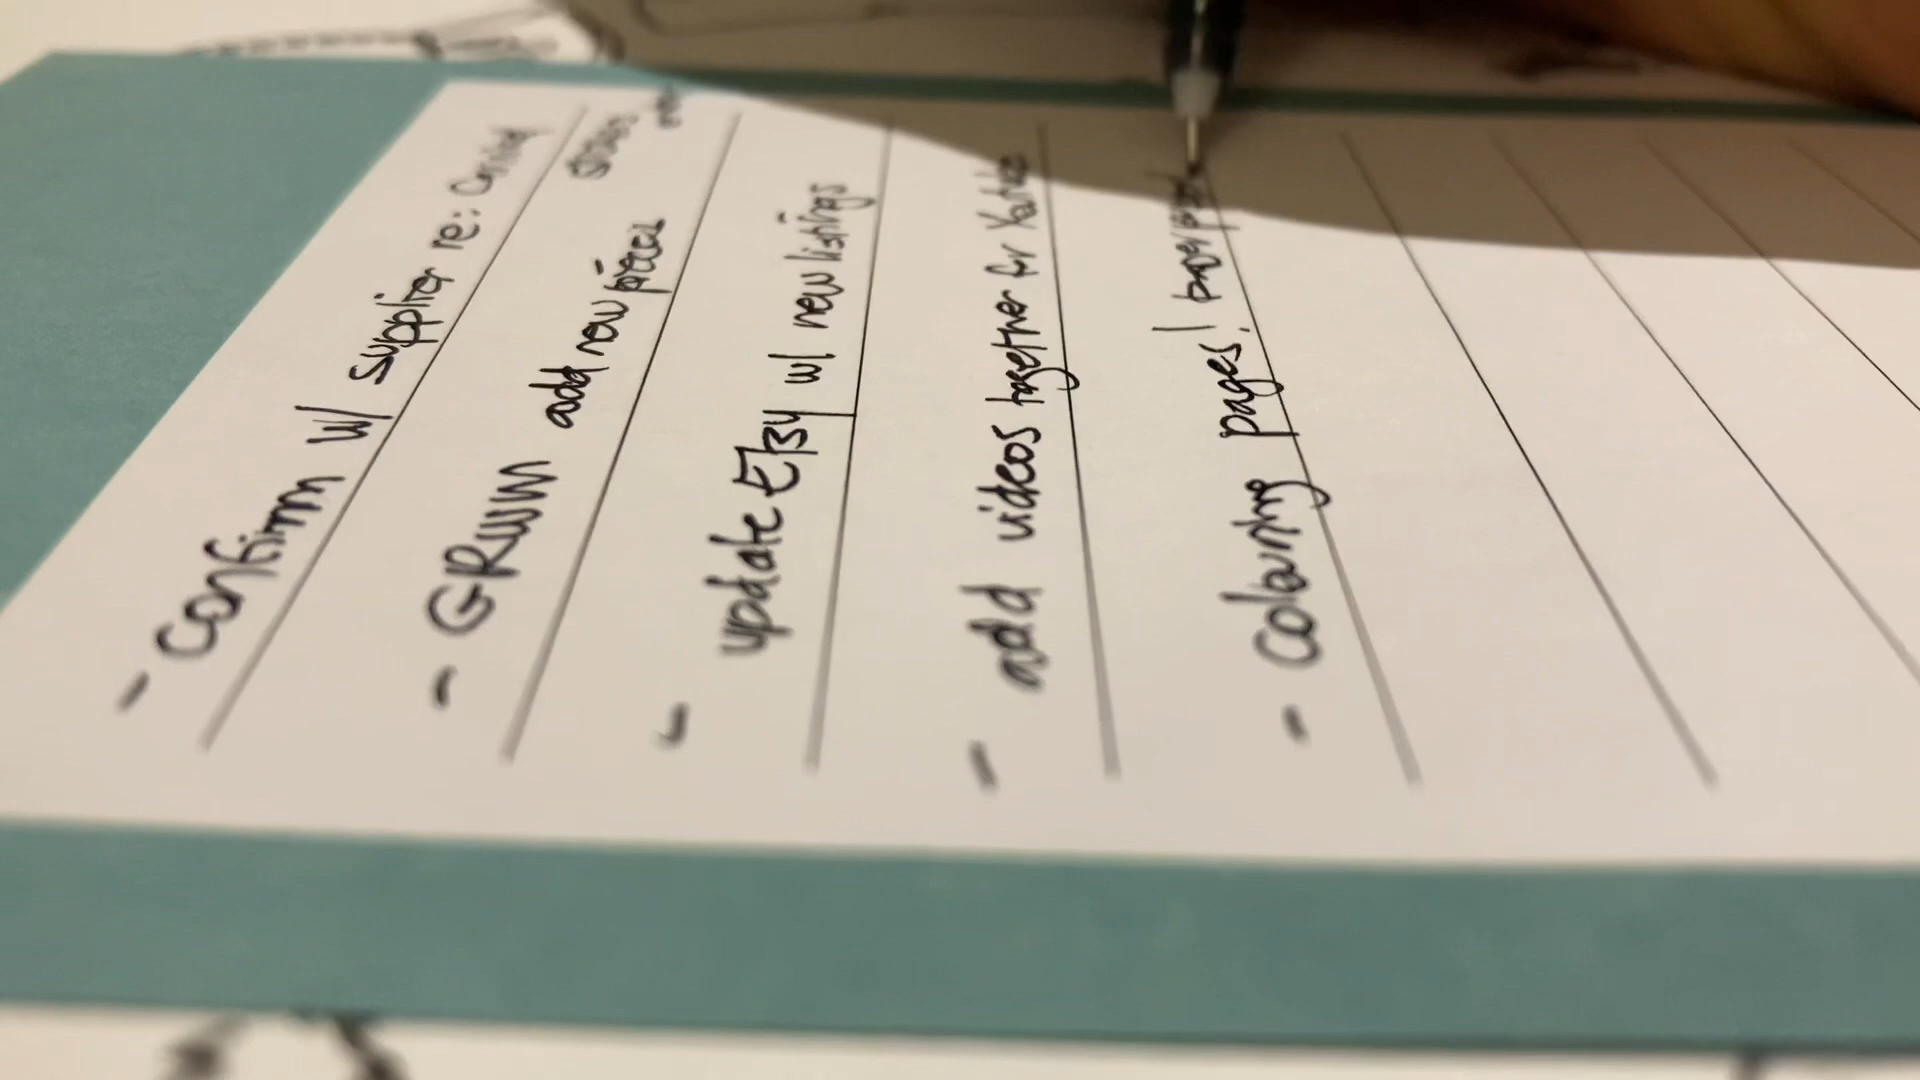 - Confirm w/ supplier re:
- GRWM add new pieces
- update Etsy w/ new listings
- add videos together for Youtube
- Colouring pages!